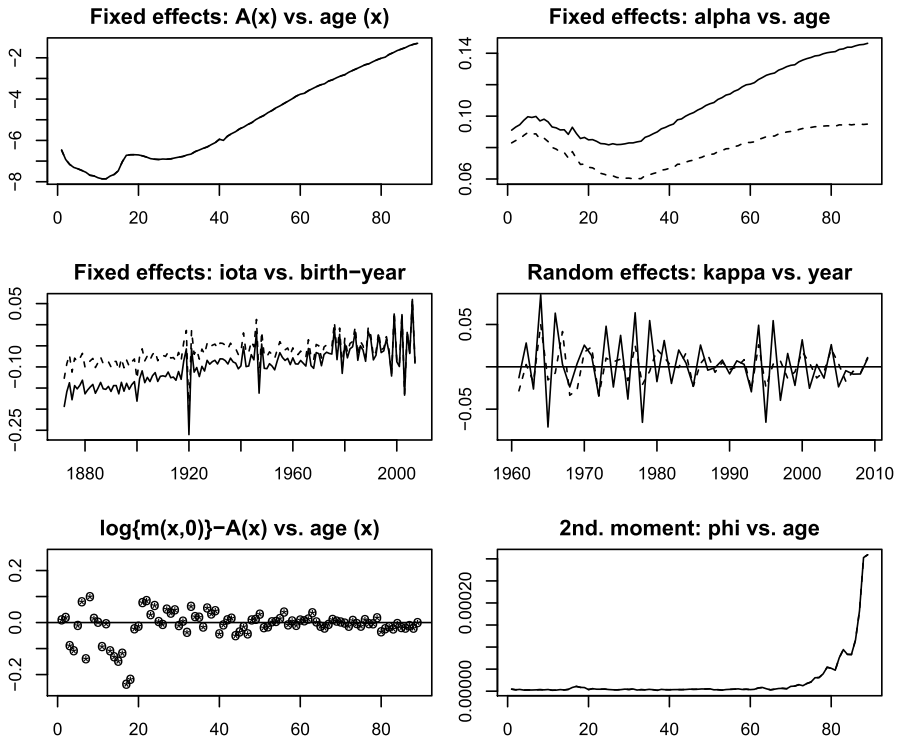 Fixed effects: A(x) vs. age (x)
−2
−4
−6
−8
0 20 40 60 80
Fixed effects: alpha vs. age
0.14
0.10
0.06
0 20 40 60 80
Fixed effects: iota vs. birth−year
0.05
−0.10
−0.25
1880 1920 1960 2000
Random effects: kappa vs. year
0.05
−0.05
1960 1970 1980 1990 2000 2010
log{m(x,0)}−A(x) vs. age (x)
0.2
0.0
−0.2
0 20 40 60 80
2nd. moment: phi vs. age
0.00020
0.00000
0 20 40 60 80